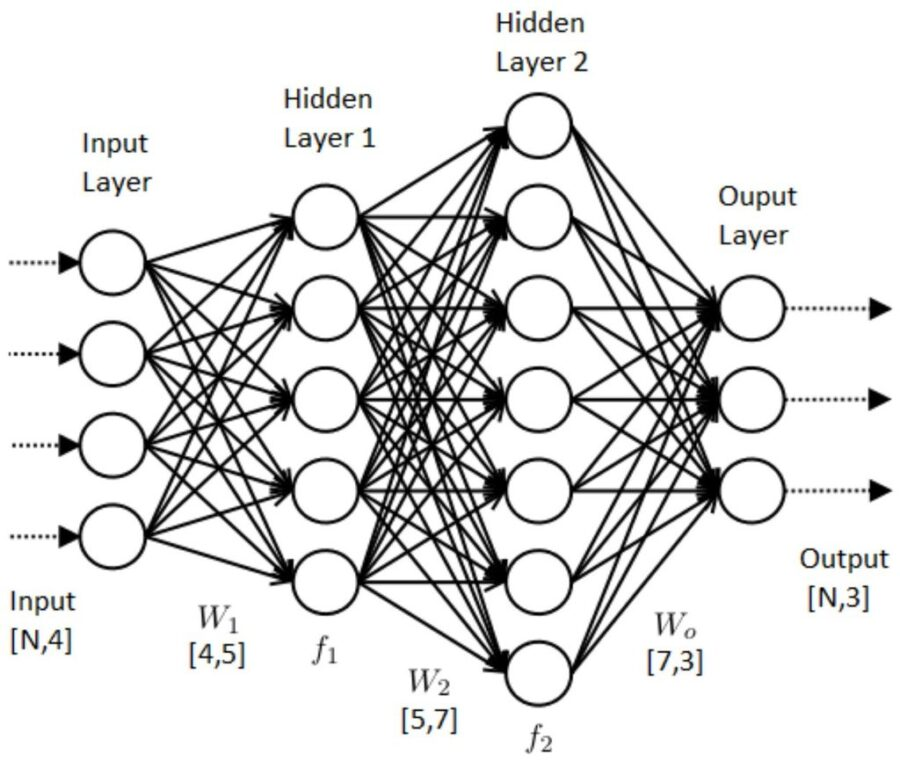 Hidden
Layer 2
Hidden
Layer 1
Input
Layer
Ouput
Layer
Output
[N,3]
Input
[N,4]
W₁
[4,5]
f₁
W₂
[5,7]
f₂
Wₒ
[7,3]